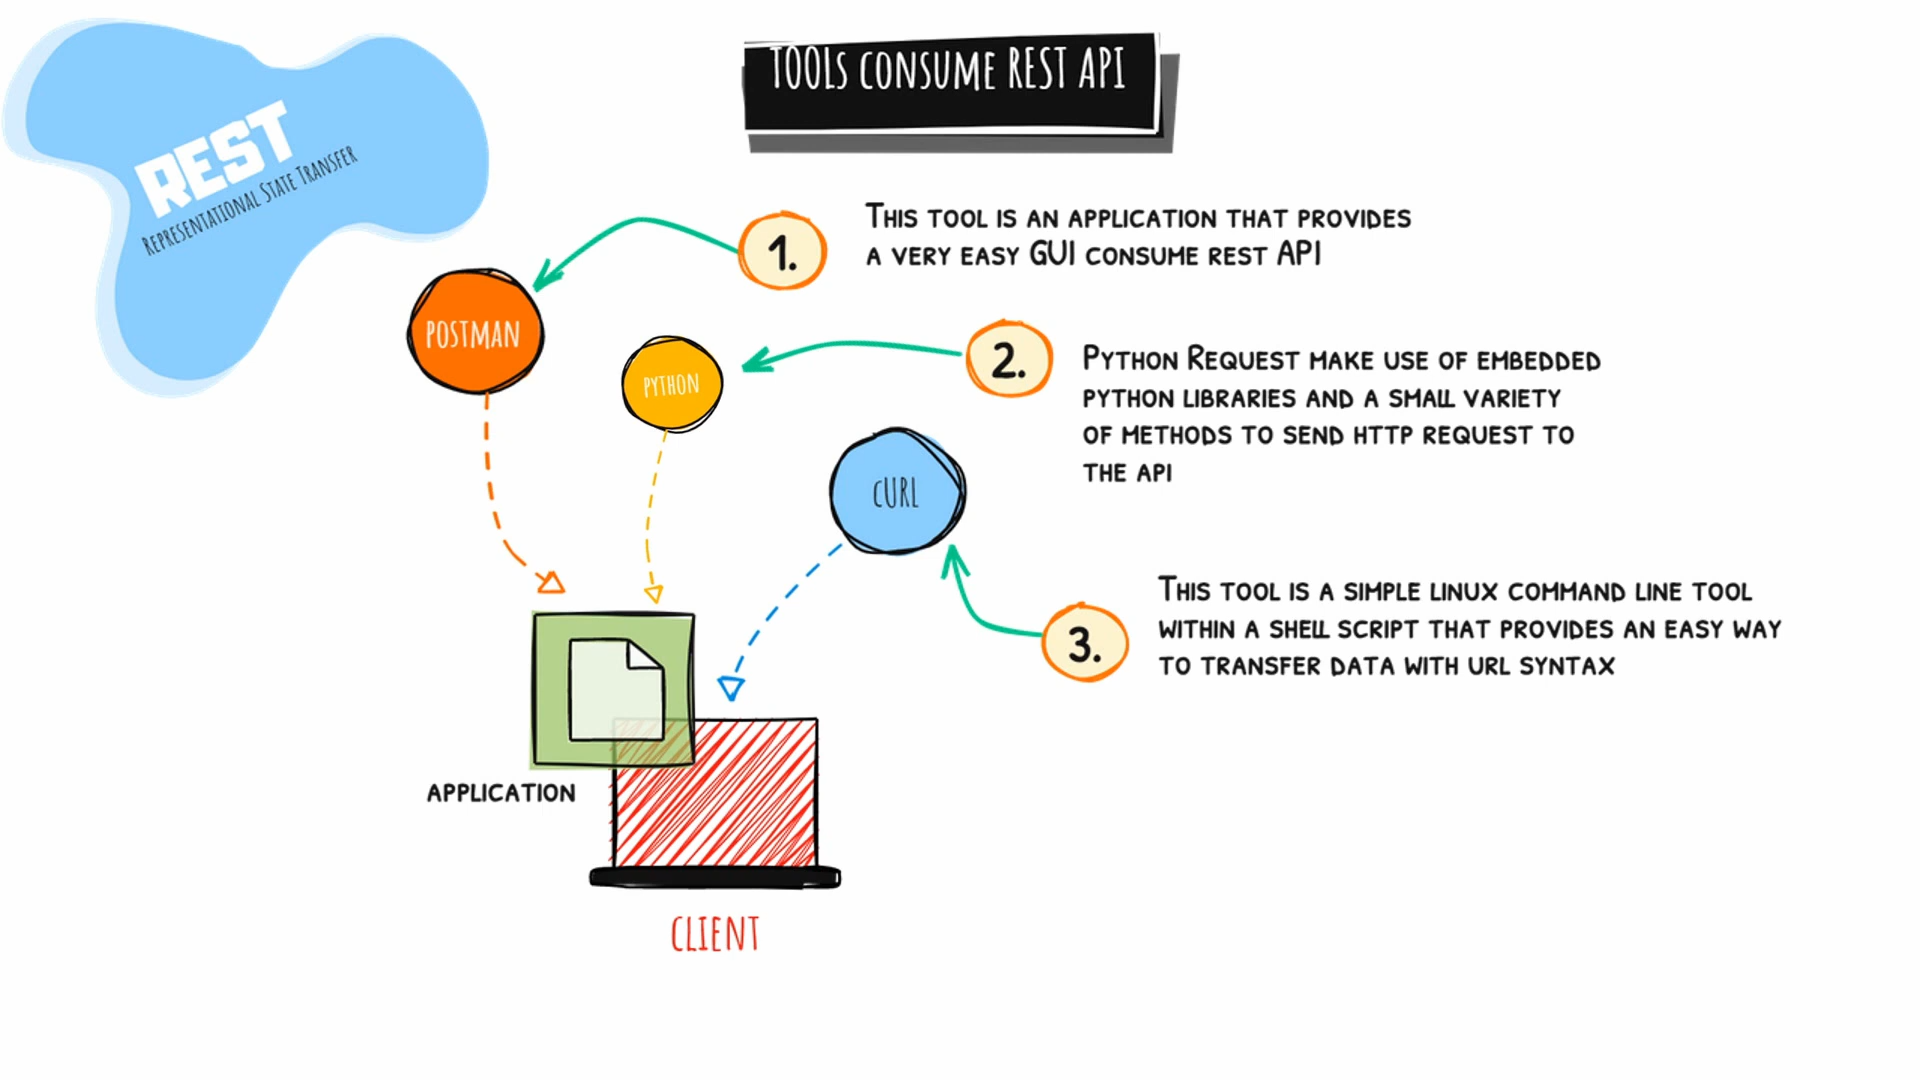 TOOLs CONSUME REST API
REST
Representational State Transfer
1.
This tool is an application that provides
a very easy GUI consume rest API
POSTMAN
2.
Python Request make use of embedded
python libraries and a small variety
of methods to send http request to
the api
PYTHON
cURL
3.
This tool is a simple linux command line tool
within a shell script that provides an easy way
to transfer data with url syntax
APPLICATION
CLIENT